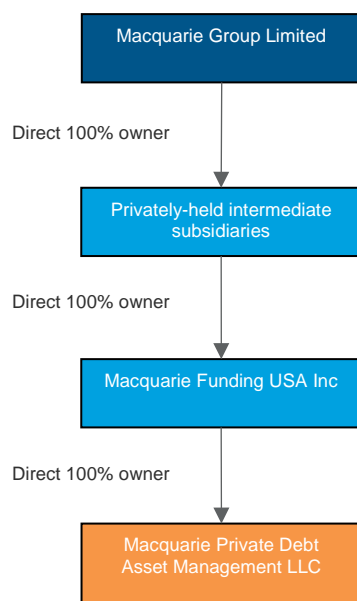 Macquarie Group Limited
Direct 100% owner
Privately-held intermediate
subsidiaries
Direct 100% owner
Macquarie Funding USA Inc
Direct 100% owner
Macquarie Private Debt
Asset Management LLC